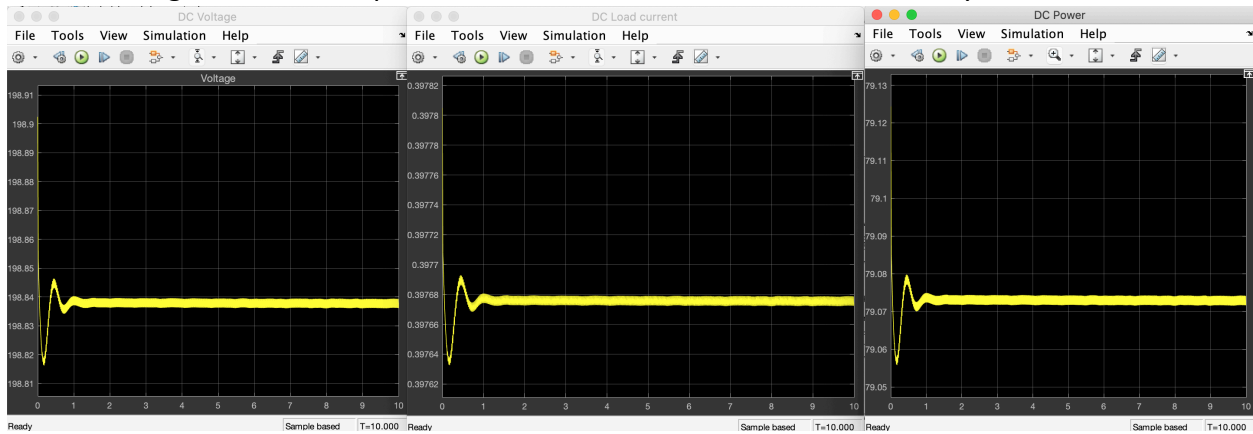 DC Voltage
File Tools View Simulation Help
Voltage
198.91
198.9
198.89
198.88
198.87
198.86
198.85
198.84
198.83
198.82
198.81
0 1 2 3 4 5 6 7 8 9 10
Ready Sample based T=10.000
DC Load current
File Tools View Simulation Help
0.39782
0.3978
0.39778
0.39776
0.39774
0.39772
0.3977
0.39768
0.39766
0.39764
0.39762
0 1 2 3 4 5 6 7 8 9 10
Ready Sample based T=10.000
DC Power
File Tools View Simulation Help
79.13
79.12
79.11
79.1
79.09
79.08
79.07
79.06
79.05
0 1 2 3 4 5 6 7 8 9 10
Ready Sample based T=10.000